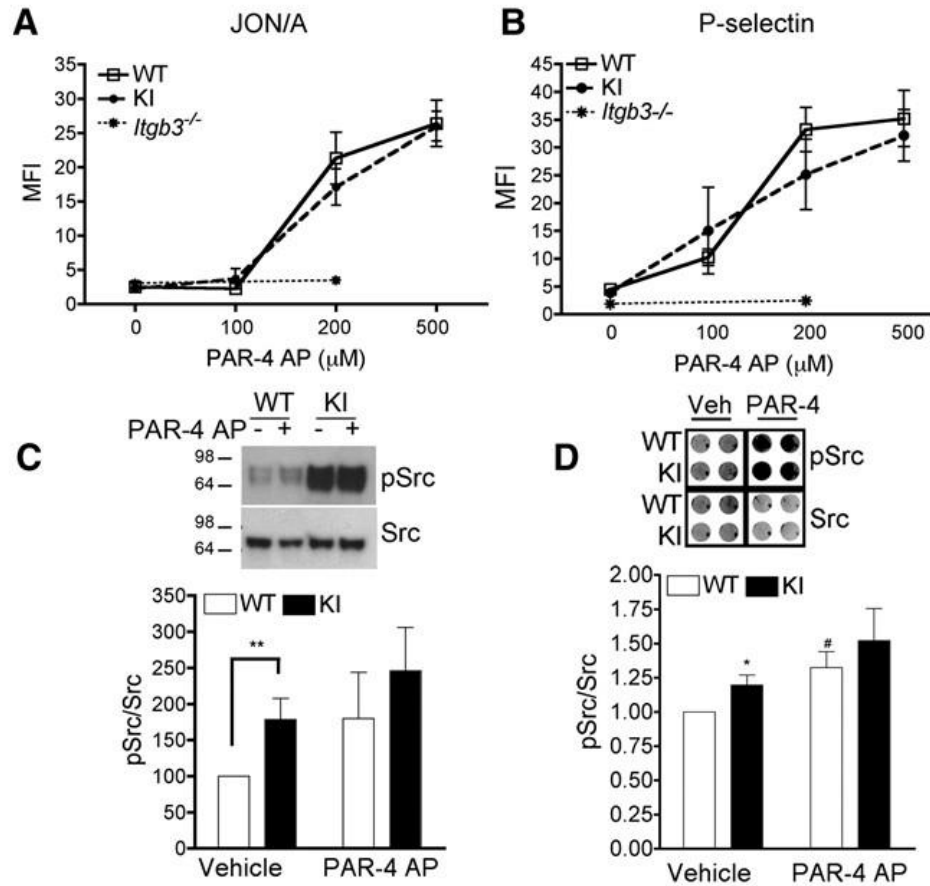 A JON/A
WT
KI
Itgb3-/-
MFI
35
30
25
20
15
10
5
0
0 100 200 500
PAR-4 AP (μM)
B P-selectin
WT
KI
Itgb3-/-
MFI
45
40
35
30
25
20
15
10
5
0
0 100 200 500
PAR-4 AP (μM)
C
WT KI
PAR-4 AP - + - +
98
64
pSrc
98
64
Src
WT KI
pSrc/Src
350
300
250
200
150
100
50
0
**
Vehicle PAR-4 AP
D
Veh PAR-4
WT
KI
pSrc
WT
KI
Src
WT KI
pSrc/Src
2.00
1.75
1.50
1.25
1.00
0.75
0.50
0.25
0.00
*
#
Vehicle PAR-4 AP